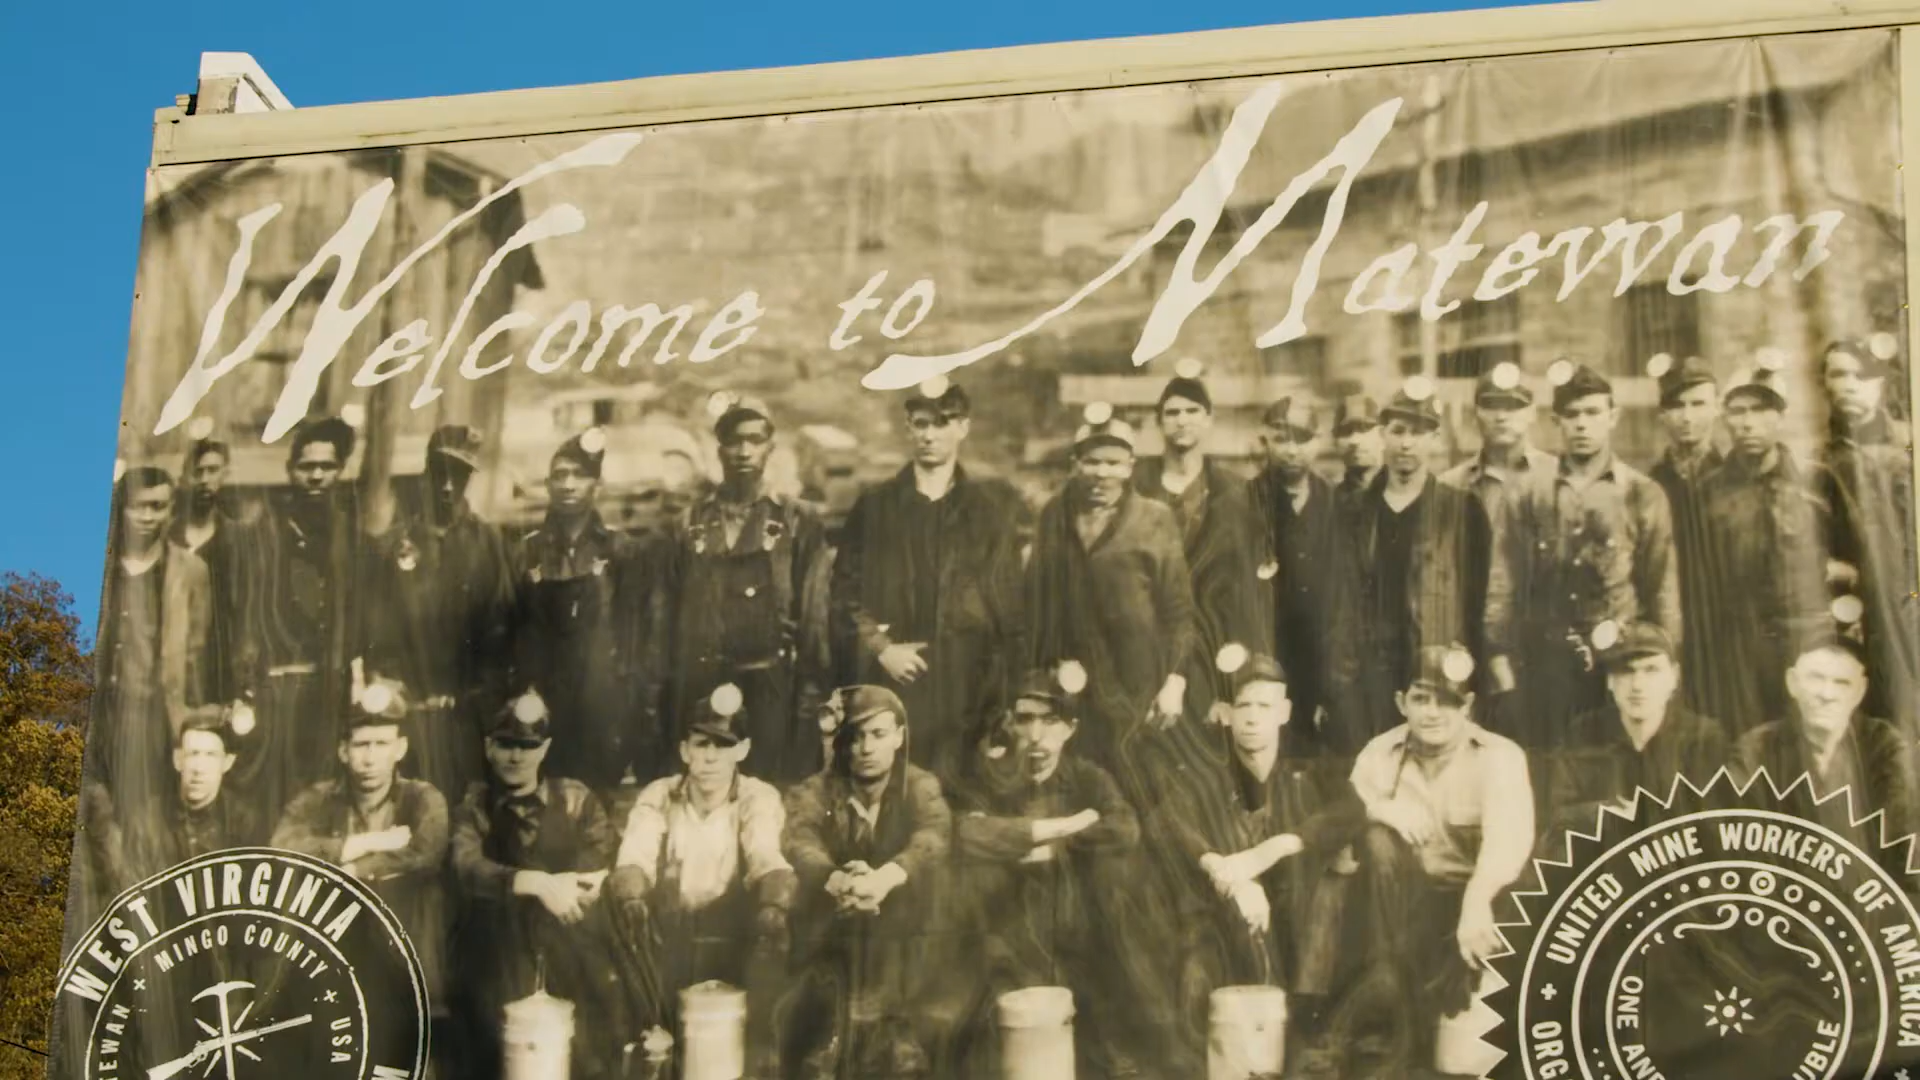 Welcome to Matewan
WEST VIRGINIA
MINGO COUNTY
USA
UNITED MINE WORKERS OF AMERICA
ONE